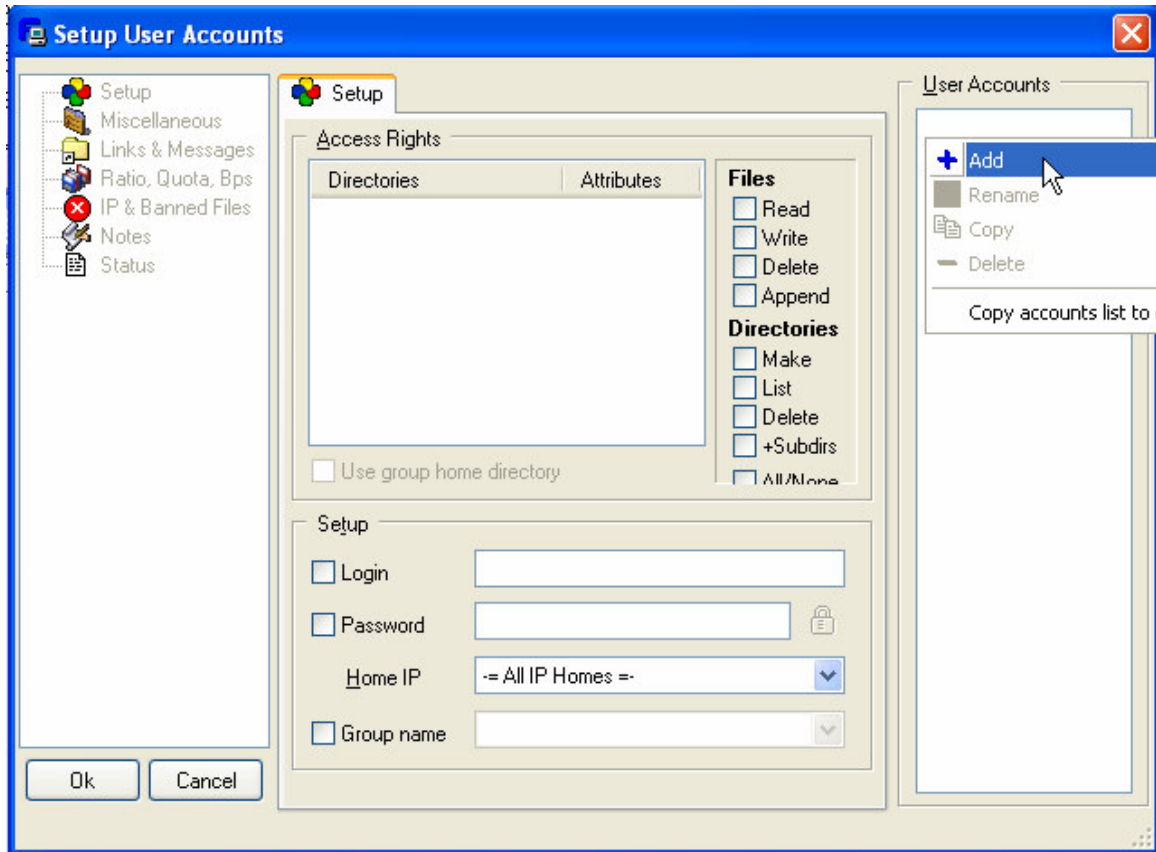 Setup User Accounts
Setup
Miscellaneous
Links & Messages
Ratio, Quota, Bps
IP & Banned Files
Notes
Status
Ok
Cancel
Setup
Access Rights
Directories
Attributes
Use group home directory
Files
Read
Write
Delete
Append
Directories
Make
List
Delete
+Subdirs
All/None
Setup
Login
Password
Home IP
-= All IP Homes =-
Group name
User Accounts
Add
Rename
Copy
Delete
Copy accounts list to